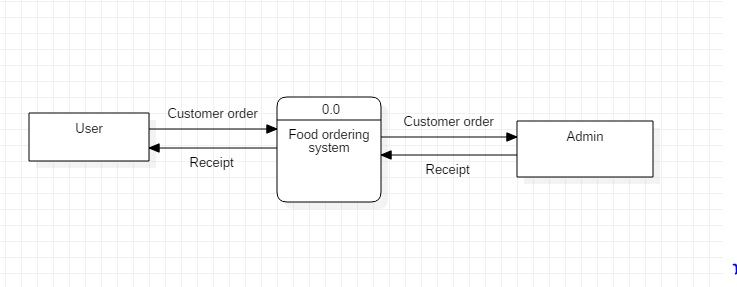 Customer order
0.0
User
Food ordering
system
Customer order
Admin
Receipt
Receipt